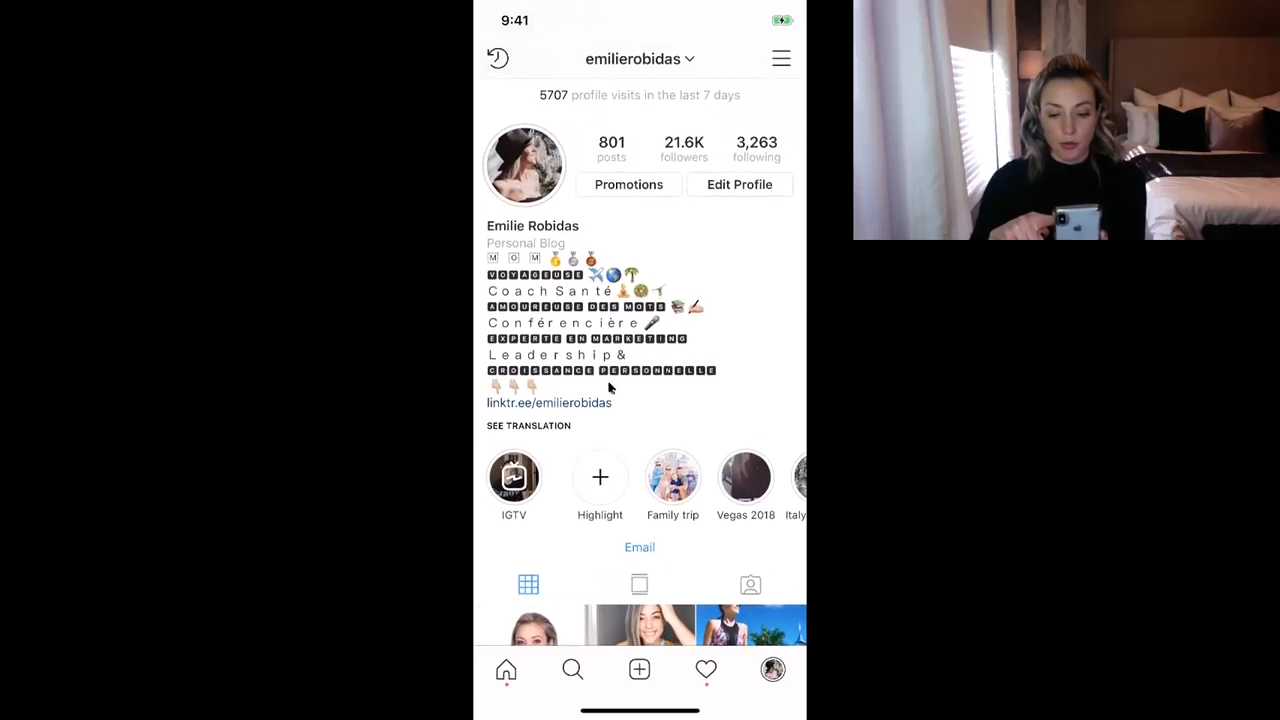 9:41
emilierobidas
5707 profile visits in the last 7 days
801 21.6K 3,263
posts followers following
Promotions Edit Profile
Emilie Robidas
Personal Blog
M O M 🥇🥈🥉
VOYAGEUSE ✈️🌎🌴
Coach Santé
AMOUREUSE DES MOTS 📚✍🏼
Conférencière 🎤
EXPERTE EN MARKETING
Leadership&
CROISSANCE PERSONNELLE
👇🏼👇🏼👇🏼
linktr.ee/emilierobidas
SEE TRANSLATION
IGTV Highlight Family trip Vegas 2018 Italy
Email